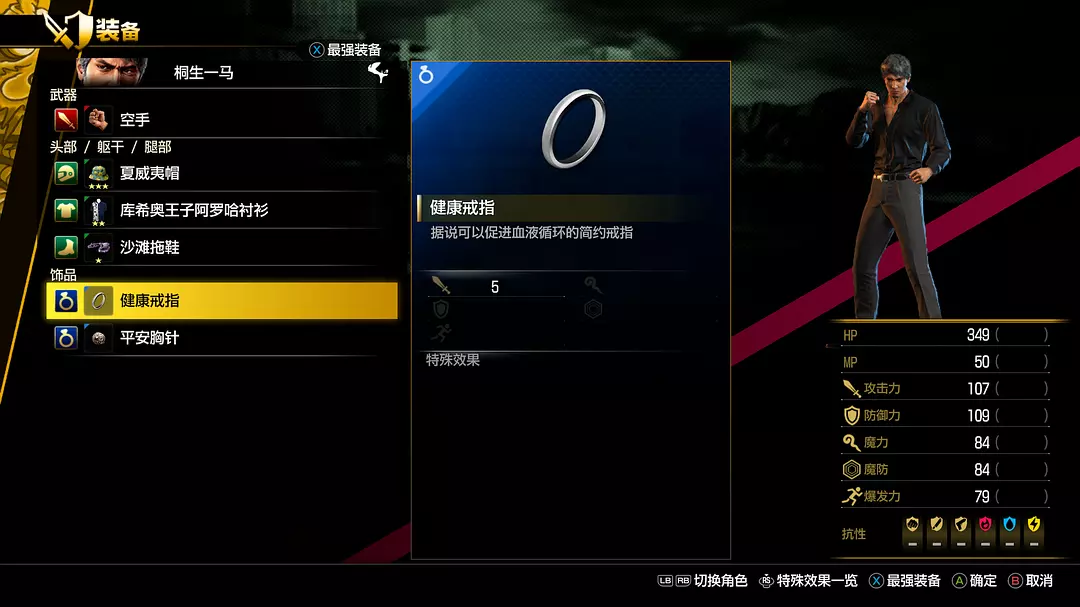 装备
X 最强装备
桐生一马
武器
空手
头部 / 躯干 / 腿部
夏威夷帽
库希奥王子阿罗哈衬衫
沙滩拖鞋
饰品
健康戒指
平安胸针
健康戒指
据说可以促进血液循环的简约戒指
5
特殊效果
HP 349 ( )
MP 50 ( )
攻击力 107 ( )
防御力 109 ( )
魔力 84 ( )
魔防 84 ( )
爆发力 79 ( )
抗性 - - - - - -
LB RB 切换角色 RS 特殊效果一览 X 最强装备 A 确定 B 取消